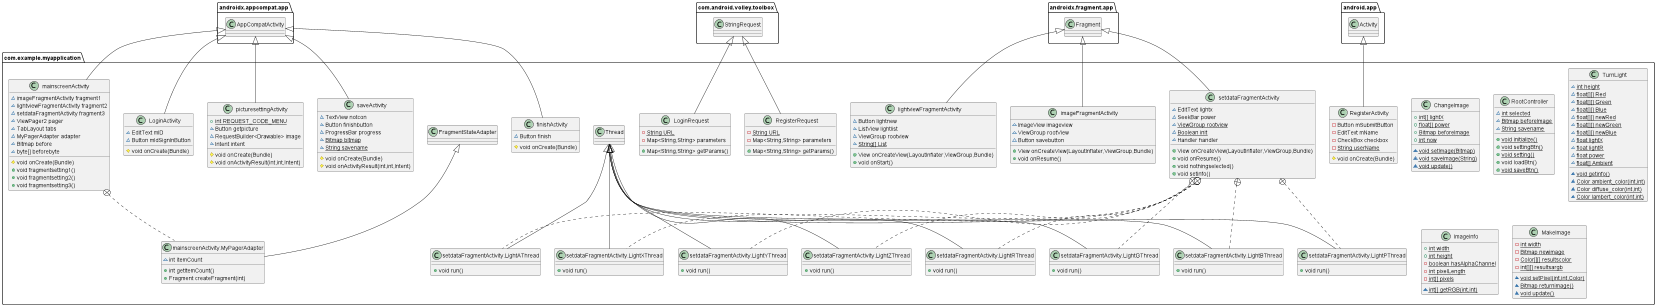 androidx.appcompat.app
AppCompatActivity
com.android.volley.toolbox
StringRequest
androidx.fragment.app
Fragment
android.app
Activity
com.example.myapplication
mainscreenActivity
imageFragmentActivity fragment1
lightviewFragmentActivity fragment2
setdataFragmentActivity fragment3
ViewPager2 pager
TabLayout tabs
MyPagerAdapter adapter
Bitmap before
byte[] beforebyte
void onCreate(Bundle)
void fragmentsetting1()
void fragmentsetting2()
void fragmentsetting3()
LoginActivity
EditText mID
Button midSignInButton
void onCreate(Bundle)
picturesettingActivity
int REQUEST_CODE_MENU
Button getpicture
RequestBuilder<Drawable> image
Intent intent
void onCreate(Bundle)
void onActivityResult(int,int,Intent)
saveActivity
TextView noticon
Button finishbutton
ProgressBar progress
Bitmap bitmap
String savename
void onCreate(Bundle)
void onActivityResult(int,int,Intent)
FragmentStateAdapter
finishActivity
Button finish
void onCreate(Bundle)
Thread
LoginRequest
String URL
Map<String,String> parameters
Map<String,String> getParams()
RegisterRequest
String URL
Map<String,String> parameters
Map<String,String> getParams()
lightviewFragmentActivity
Button lightnew
ListView lightlist
ViewGroup rootview
String[] List
View onCreateView(LayoutInflater,ViewGroup,Bundle)
void onStart()
imageFragmentActivity
ImageView imageview
ViewGroup rootview
Button savebutton
View onCreateView(LayoutInflater,ViewGroup,Bundle)
void onResume()
setdataFragmentActivity
EditText lightx
SeekBar power
ViewGroup rootview
Boolean init
Handler handler
View onCreateView(LayoutInflater,ViewGroup,Bundle)
void onResume()
void nothingselected()
void setinfo()
RegisterActivity
Button mSubmitButton
EditText mName
CheckBox checkbox
String username
void onCreate(Bundle)
ChangeImage
int[] lightx
float[] power
Bitmap beforeimage
int now
void setImage(Bitmap)
void saveimage(String)
void update()
RootController
int selected
Bitmap beforeimage
String savename
void initialize()
void settingBtn()
void setting()
void loadBtn()
void saveBtn()
TurnLight
int height
float[][] Red
float[][] Green
float[][] Blue
float[][] newRed
float[][] newGreen
float[][] newBlue
float lightx
float lightR
float power
float[] Ambient
void getinfo()
Color ambient_color(int,int)
Color diffuse_color(int,int)
Color lambert_color(int,int)
mainscreenActivity.MyPagerAdapter
int itemCount
int getItemCount()
Fragment createFragment(int)
setdataFragmentActivity.LightAThread
void run()
setdataFragmentActivity.LightXThread
void run()
setdataFragmentActivity.LightYThread
void run()
setdataFragmentActivity.LightZThread
void run()
setdataFragmentActivity.LightRThread
void run()
setdataFragmentActivity.LightGThread
void run()
setdataFragmentActivity.LightBThread
void run()
setdataFragmentActivity.LightPThread
void run()
ImageInfo
int width
int height
boolean hasAlphaChannel
int pixelLength
int[] pixels
int[] getRGB(int,int)
MakeImage
int width
Bitmap newimage
Color[][] resultscolor
int[][] resultsargb
void setPixel(int,int,Color)
Bitmap returnimage()
void update()